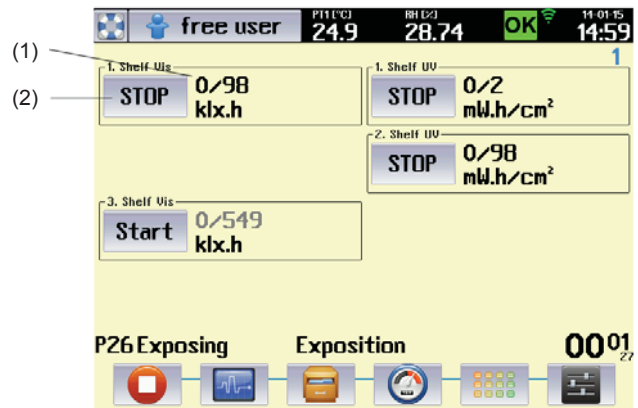 free user PT1 [°C] 24.9 RH [%] 28.74 OK 14-01-15 14:59
1
(1)
(2)
1. Shelf Vis
STOP 0/98
klx.h
1. Shelf UV
STOP 0/2
mW.h/cm²
2. Shelf UV
STOP 0/98
mW.h/cm²
3. Shelf Vis
Start 0/549
klx.h
P26 Exposing Exposition 00 01 27